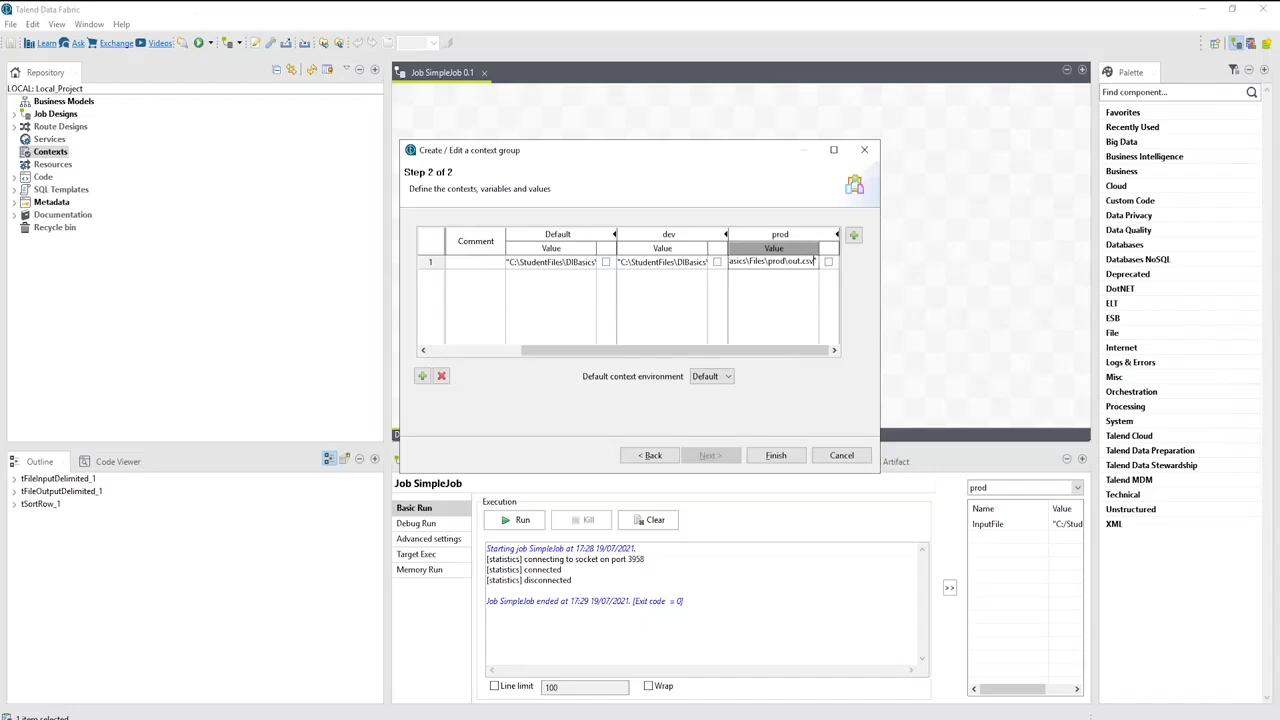 Talend Data Fabric
File Edit View Window Help
Learn Ask Exchange Videos
Repository
LOCAL: Local_Project
Business Models
Job Designs
Route Designs
Services
Contexts
Resources
Code
SQL Templates
Metadata
Documentation
Recycle bin
Job SimpleJob 0.1
Create / Edit a context group
Step 2 of 2
Define the contexts, variables and values
Comment Default dev prod
Value Value Value
1 "C:\StudentFiles\DIBasics\ "C:\StudentFiles\DIBasics\ asics\Files\prod\out.csv"
Default context environment Default
< Back Next > Finish Cancel
Palette
Find component...
Favorites
Recently Used
Big Data
Business Intelligence
Business
Cloud
Custom Code
Data Privacy
Data Quality
Databases
Databases NoSQL
Deprecated
DotNET
ELT
ESB
File
Internet
Logs & Errors
Misc
Orchestration
Processing
System
Talend Cloud
Talend Data Preparation
Talend Data Stewardship
Talend MDM
Technical
Unstructured
XML
Outline Code Viewer
tFileInputDelimited_1
tFileOutputDelimited_1
tSortRow_1
Artifact
Job SimpleJob
Basic Run
Debug Run
Advanced settings
Target Exec
Memory Run
Execution
Run Kill Clear
Starting job SimpleJob at 17:28 19/07/2021.
[statistics] connecting to socket on port 3958
[statistics] connected
[statistics] disconnected
Job SimpleJob ended at 17:29 19/07/2021. [Exit code = 0]
Line limit 100 Wrap
>>
prod
Name Value
InputFile "C:/Stud
1 item selected